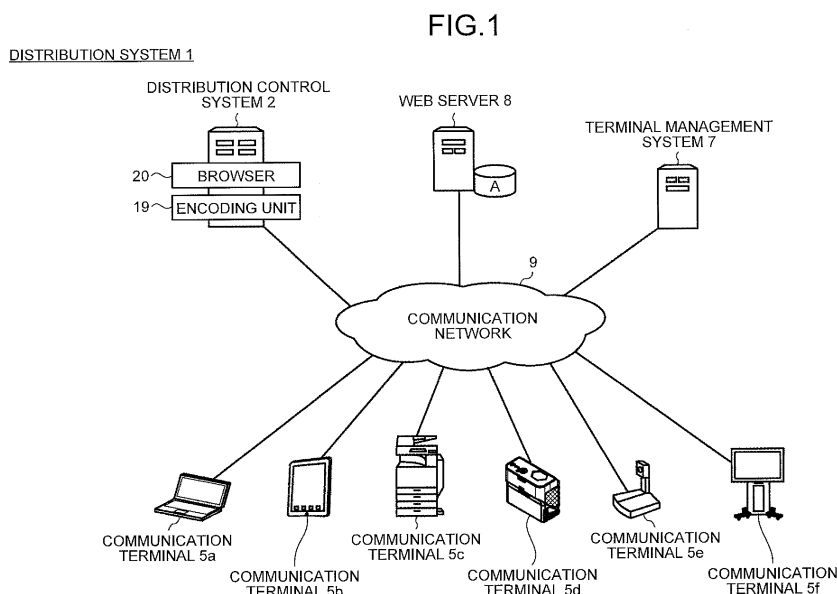 FIG.1
DISTRIBUTION SYSTEM 1
DISTRIBUTION CONTROL
SYSTEM 2
WEB SERVER 8
TERMINAL MANAGEMENT
SYSTEM 7
20
BROWSER
A
19
ENCODING UNIT
9
COMMUNICATION
NETWORK
COMMUNICATION
TERMINAL 5a
COMMUNICATION
TERMINAL 5b
COMMUNICATION
TERMINAL 5c
COMMUNICATION
TERMINAL 5d
COMMUNICATION
TERMINAL 5e
COMMUNICATION
TERMINAL 5f